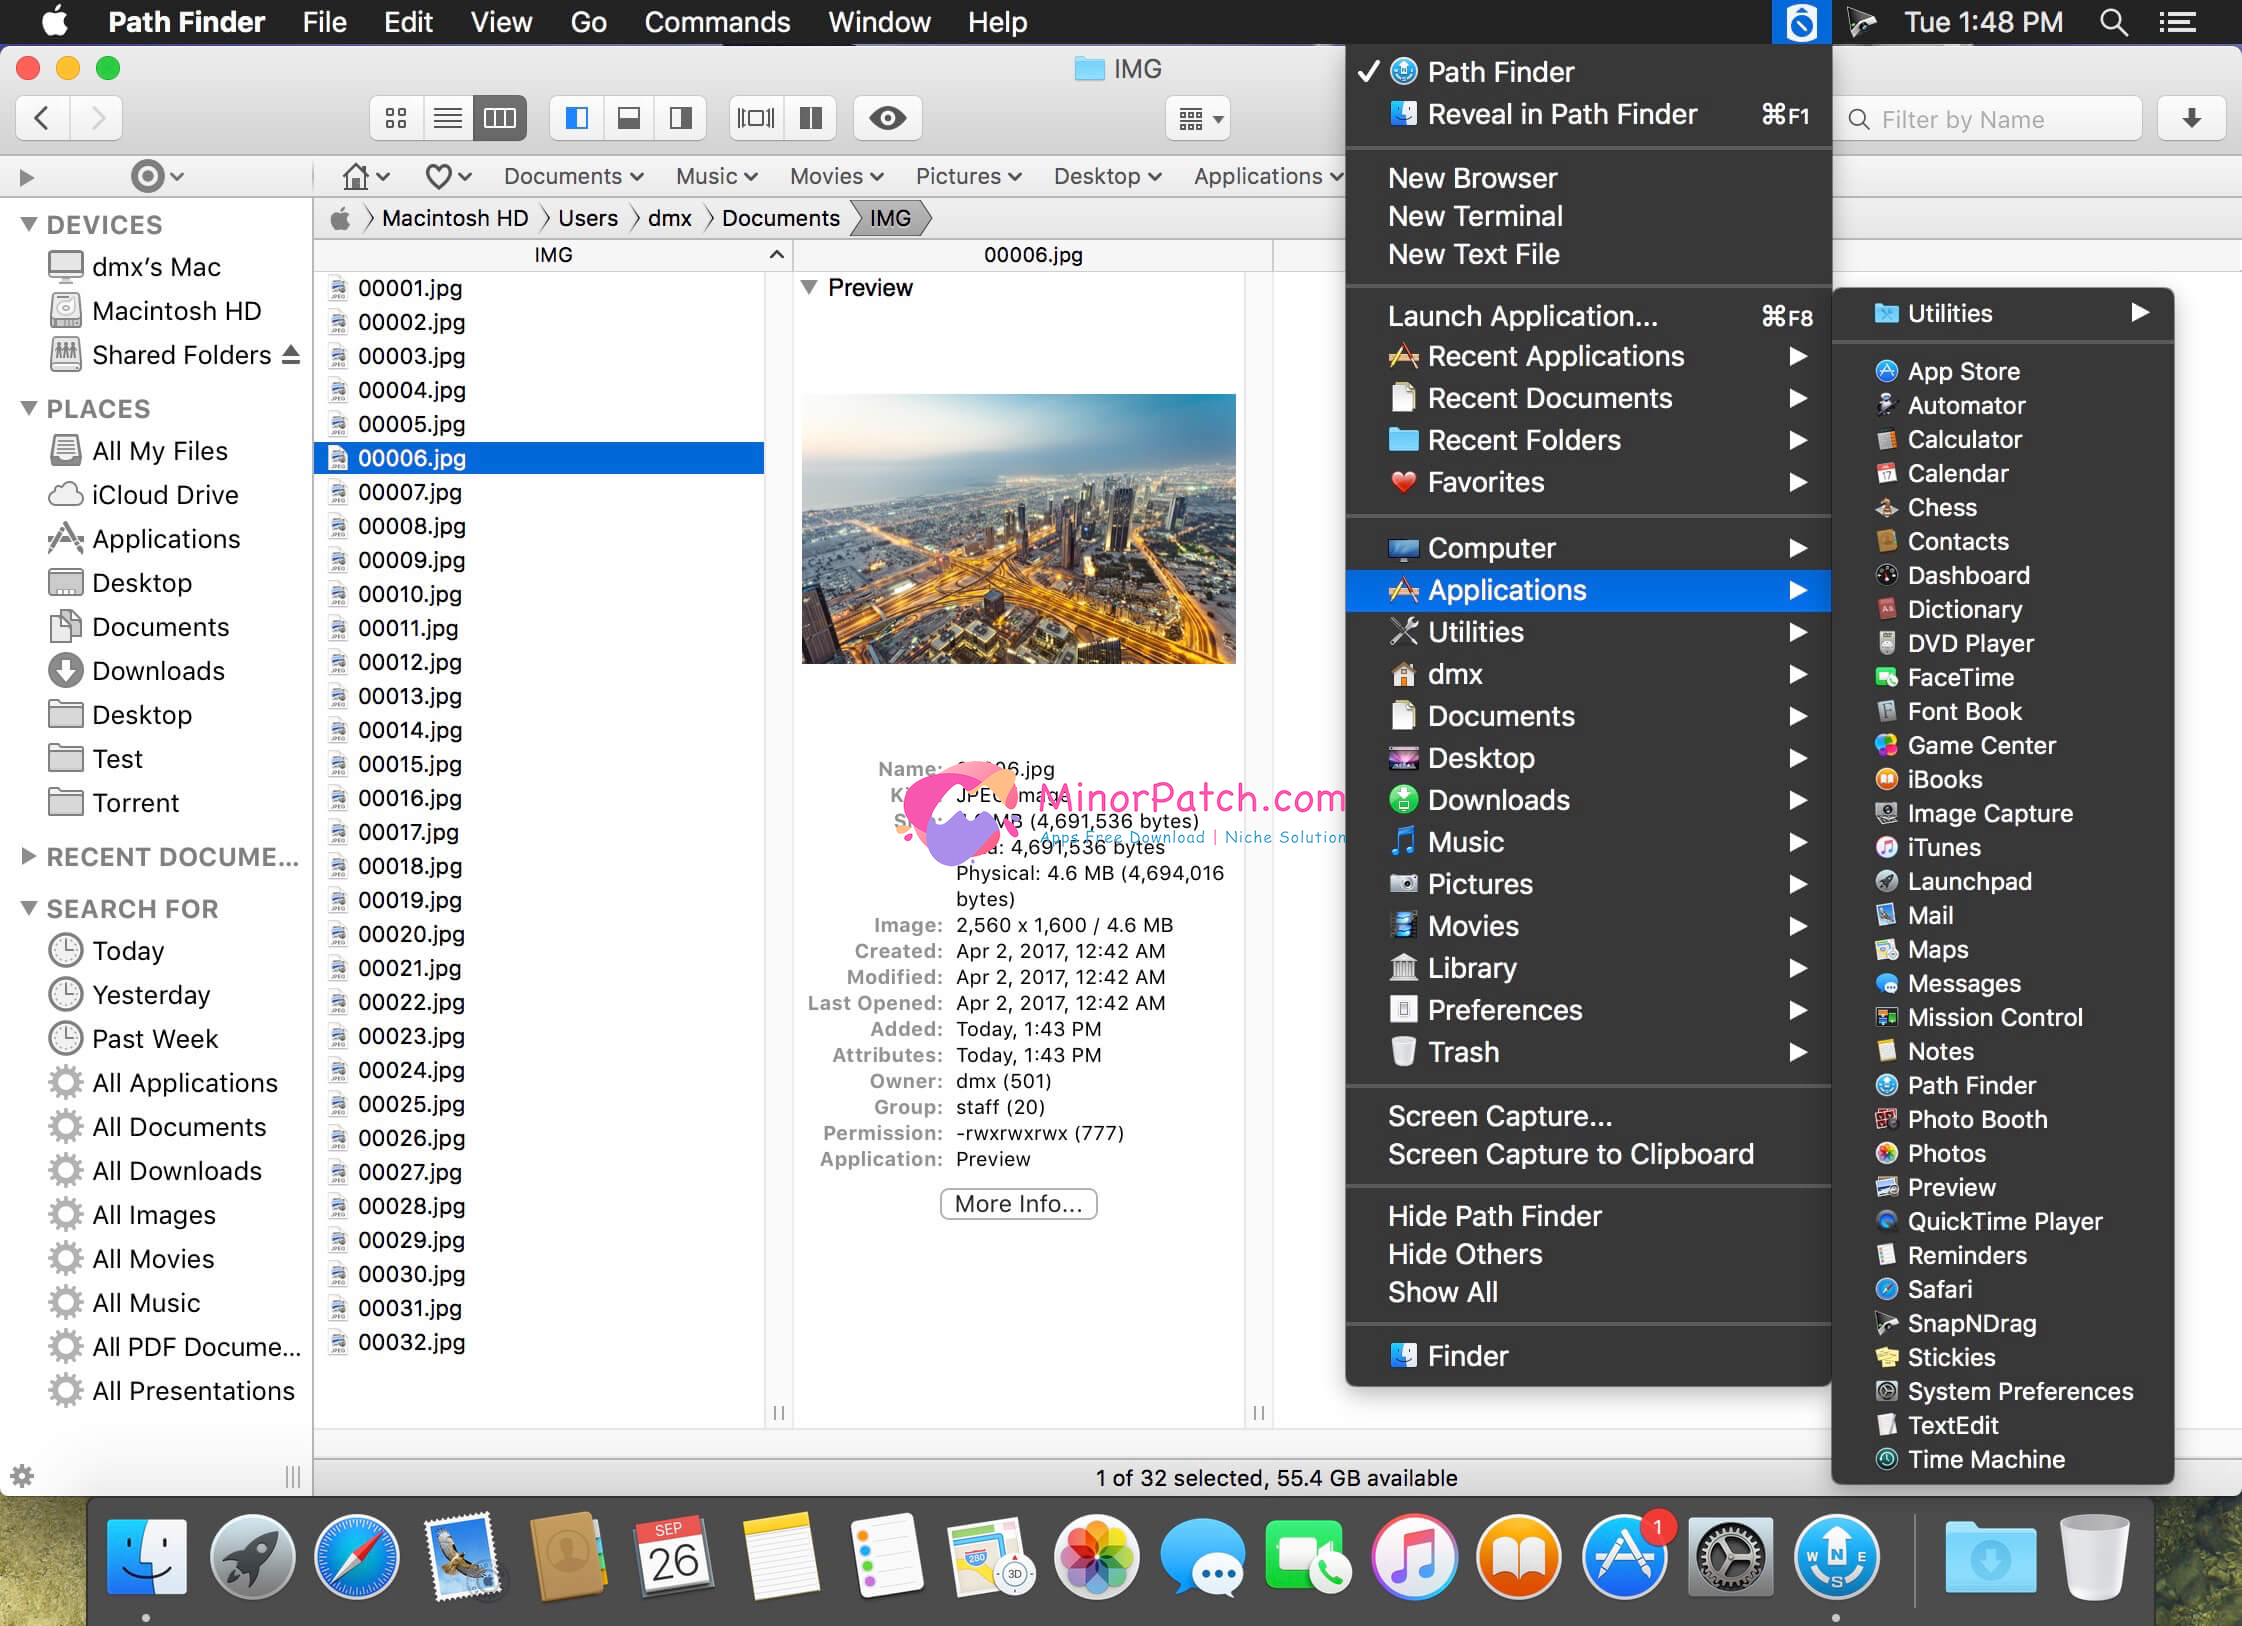 Path Finder File Edit View Go Commands Window Help Tue 1:48 PM
IMG
Filter by Name
Documents Music Movies Pictures Desktop Applications
Macintosh HD Users dmx Documents IMG
DEVICES
dmx’s Mac
Macintosh HD
Shared Folders
PLACES
All My Files
iCloud Drive
Applications
Desktop
Documents
Downloads
Desktop
Test
Torrent
RECENT DOCUME...
SEARCH FOR
Today
Yesterday
Past Week
All Applications
All Documents
All Downloads
All Images
All Movies
All Music
All PDF Docume...
All Presentations
IMG
00001.jpg
00002.jpg
00003.jpg
00004.jpg
00005.jpg
00006.jpg
00007.jpg
00008.jpg
00009.jpg
00010.jpg
00011.jpg
00012.jpg
00013.jpg
00014.jpg
00015.jpg
00016.jpg
00017.jpg
00018.jpg
00019.jpg
00020.jpg
00021.jpg
00022.jpg
00023.jpg
00024.jpg
00025.jpg
00026.jpg
00027.jpg
00028.jpg
00029.jpg
00030.jpg
00031.jpg
00032.jpg
00006.jpg
Preview
Name:
JPEG
MB (4,691,536 bytes)
4,691,536 bytes
Physical: 4.6 MB (4,694,016
bytes)
Image: 2,560 x 1,600 / 4.6 MB
Created: Apr 2, 2017, 12:42 AM
Modified: Apr 2, 2017, 12:42 AM
Last Opened: Apr 2, 2017, 12:42 AM
Added: Today, 1:43 PM
Attributes: Today, 1:43 PM
Owner: dmx (501)
Group: staff (20)
Permission: -rwxrwxrwx (777)
Application: Preview
More Info...
MinorPatch.com
Apps Free Download | Niche Solution
1 of 32 selected, 55.4 GB available
Path Finder
Reveal in Path Finder ⌘F1
New Browser
New Terminal
New Text File
Launch Application... ⌘F8
Recent Applications
Recent Documents
Recent Folders
Favorites
Computer
Applications
Utilities
dmx
Documents
Desktop
Downloads
Music
Pictures
Movies
Library
Preferences
Trash
Screen Capture...
Screen Capture to Clipboard
Hide Path Finder
Hide Others
Show All
Finder
Utilities
App Store
Automator
Calculator
Calendar
Chess
Contacts
Dashboard
Dictionary
DVD Player
FaceTime
Font Book
Game Center
iBooks
Image Capture
iTunes
Launchpad
Mail
Maps
Messages
Mission Control
Notes
Path Finder
Photo Booth
Photos
Preview
QuickTime Player
Reminders
Safari
SnapNDrag
Stickies
System Preferences
TextEdit
Time Machine
SEP
26
280
3D
1
W N E
S